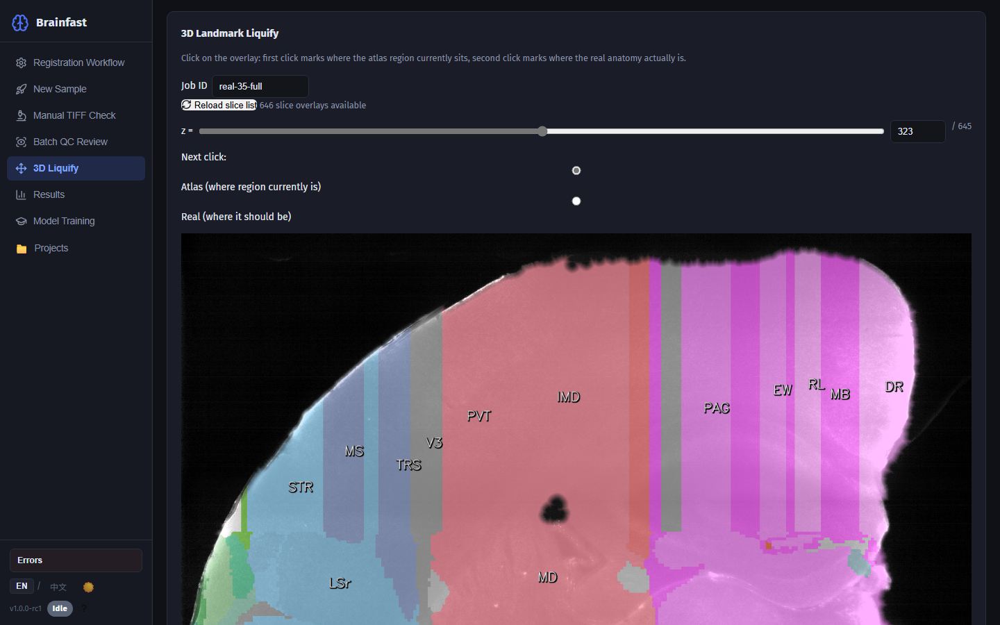 Brainfast
Registration Workflow
New Sample
Manual TIFF Check
Batch QC Review
3D Liquify
Results
Model Training
Projects
Errors
EN / 中文
v1.0.0-rc1 Idle ?
3D Landmark Liquify
Click on the overlay: first click marks where the atlas region currently sits, second click marks where the real anatomy actually is.
Job ID real-35-full
Reload slice list 646 slice overlays available
z = 323 / 645
Next click:
Atlas (where region currently is)
Real (where it should be)
IMD
PVT
V3
MS
TRS
STR
LSr
MD
PAG
EW
RL
MB
DR